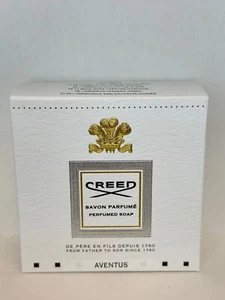 CREED
SAVON PARFUMÉ
PERFUMED SOAP
DE PÈRE EN FILS DEPUIS 1760
FROM FATHER TO SON SINCE 1760
AVENTUS